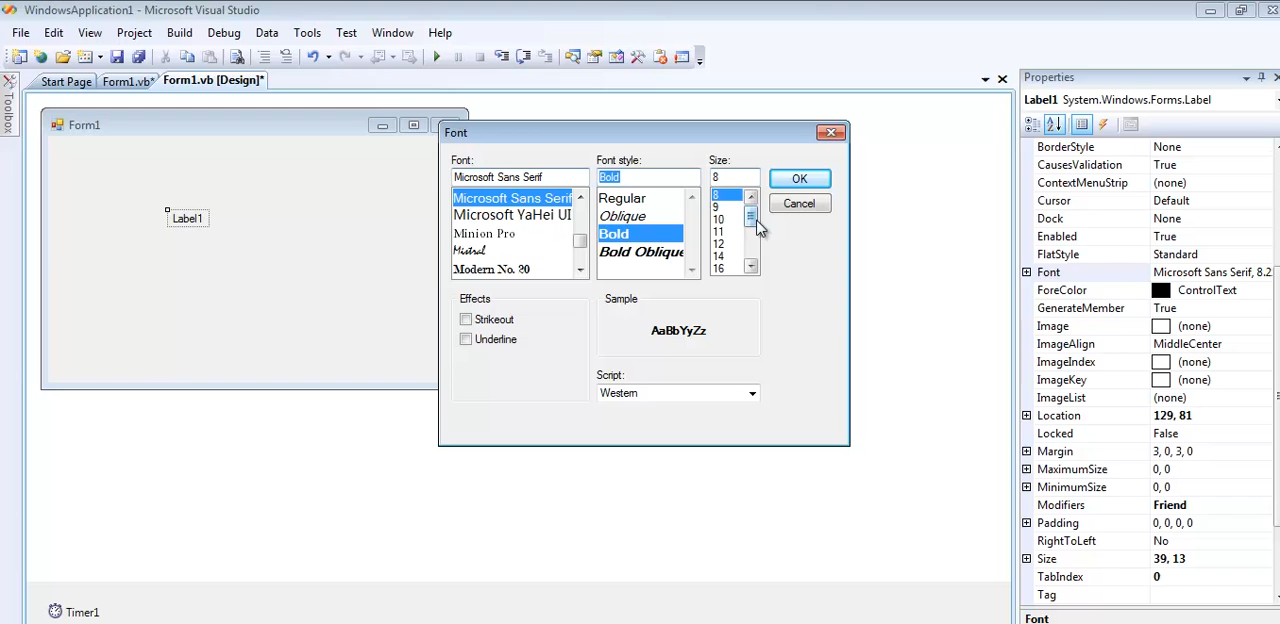 WindowsApplication1 - Microsoft Visual Studio
File Edit View Project Build Debug Data Tools Test Window Help
Toolbox
Start Page Form1.vb* Form1.vb [Design]*
Form1
Label1
Timer1
Font
Font: Font style: Size:
Microsoft Sans Serif Bold 8
Microsoft Sans Serif
Microsoft YaHei UI
Minion Pro
Mistral
Modern No. 20
Regular
Oblique
Bold
Bold Oblique
8
9
10
11
12
14
16
OK
Cancel
Effects
Strikeout
Underline
Sample
AaBbYyZz
Script:
Western
Properties
Label1 System.Windows.Forms.Label
BorderStyle None
CausesValidation True
ContextMenuStrip (none)
Cursor Default
Dock None
Enabled True
FlatStyle Standard
Font Microsoft Sans Serif, 8.2
ForeColor ControlText
GenerateMember True
Image (none)
ImageAlign MiddleCenter
ImageIndex (none)
ImageKey (none)
ImageList (none)
Location 129, 81
Locked False
Margin 3, 0, 3, 0
MaximumSize 0, 0
MinimumSize 0, 0
Modifiers Friend
Padding 0, 0, 0, 0
RightToLeft No
Size 39, 13
TabIndex 0
Tag
Font